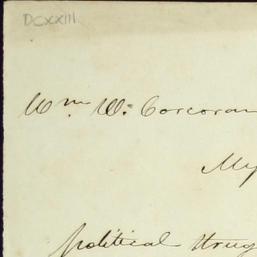 DCXXIII
Wm. W. Corcoran
My
political strug